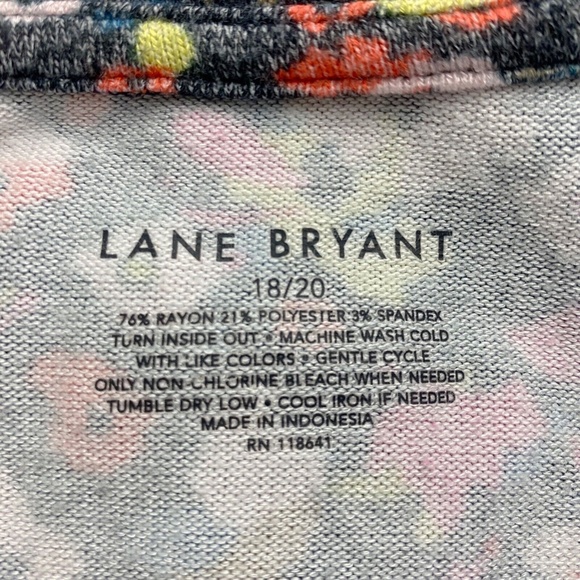 LANE BRYANT
18/20
76% RAYON 21% POLYESTER 3% SPANDEX
TURN INSIDE OUT • MACHINE WASH COLD
WITH LIKE COLORS • GENTLE CYCLE
ONLY NON-CHLORINE BLEACH WHEN NEEDED
TUMBLE DRY LOW • COOL IRON IF NEEDED
MADE IN INDONESIA
RN 118641